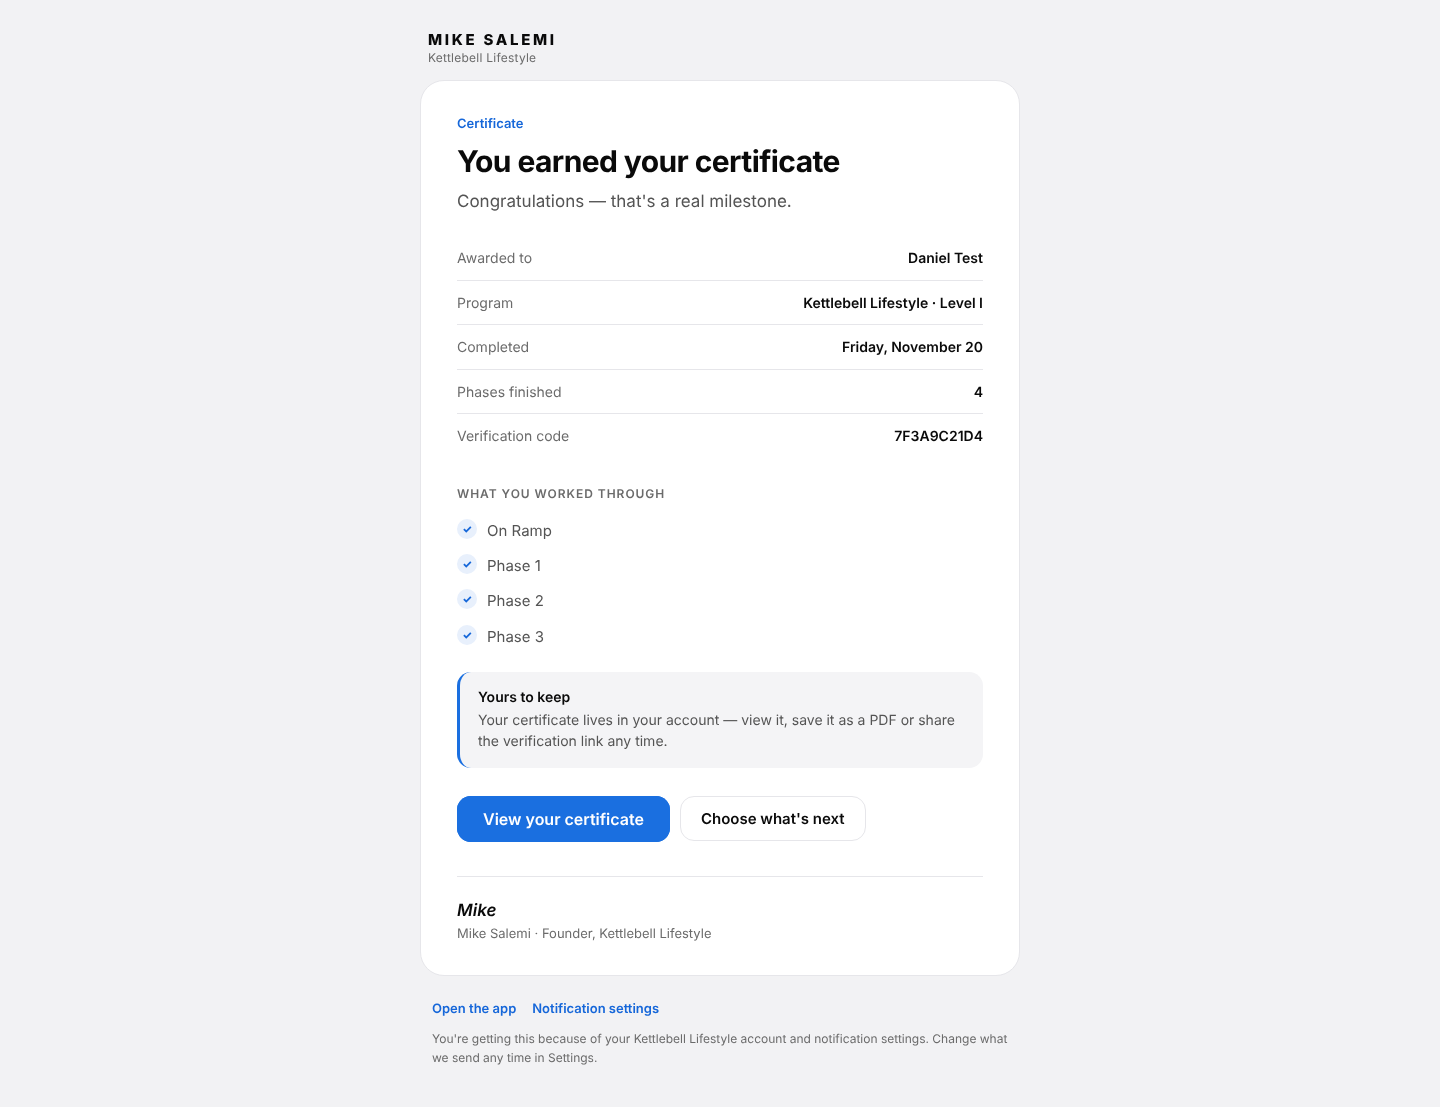 MIKE SALEMI
Kettlebell Lifestyle
Certificate
You earned your certificate
Congratulations — that's a real milestone.
Awarded to Daniel Test
Program Kettlebell Lifestyle · Level I
Completed Friday, November 20
Phases finished 4
Verification code 7F3A9C21D4
WHAT YOU WORKED THROUGH
On Ramp
Phase 1
Phase 2
Phase 3
Yours to keep
Your certificate lives in your account — view it, save it as a PDF or share
the verification link any time.
View your certificate Choose what's next
Mike
Mike Salemi · Founder, Kettlebell Lifestyle
Open the app Notification settings
You're getting this because of your Kettlebell Lifestyle account and notification settings. Change what
we send any time in Settings.